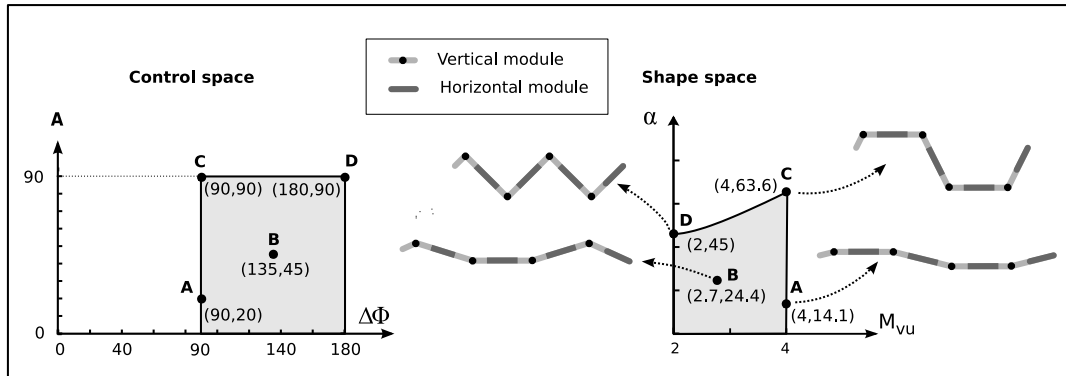 Vertical module
Horizontal module
Control space
Shape space
A
90
C
D
(90,90)
(180,90)
B
(135,45)
A
(90,20)
0
ΔΦ
0
40
90
140
180
α
C
(4,63.6)
D
(2,45)
B
(2.7,24.4)
A
(4,14.1)
M_vu
2
4